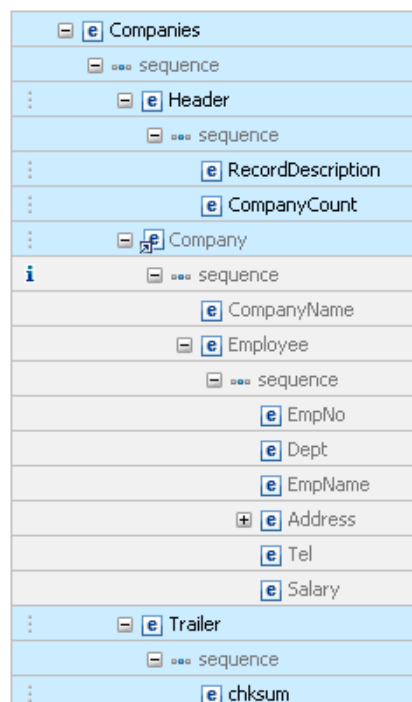 e Companies
sequence
e Header
sequence
e RecordDescription
e CompanyCount
e Company
i sequence
e CompanyName
e Employee
sequence
e EmpNo
e Dept
e EmpName
e Address
e Tel
e Salary
e Trailer
sequence
e chksum